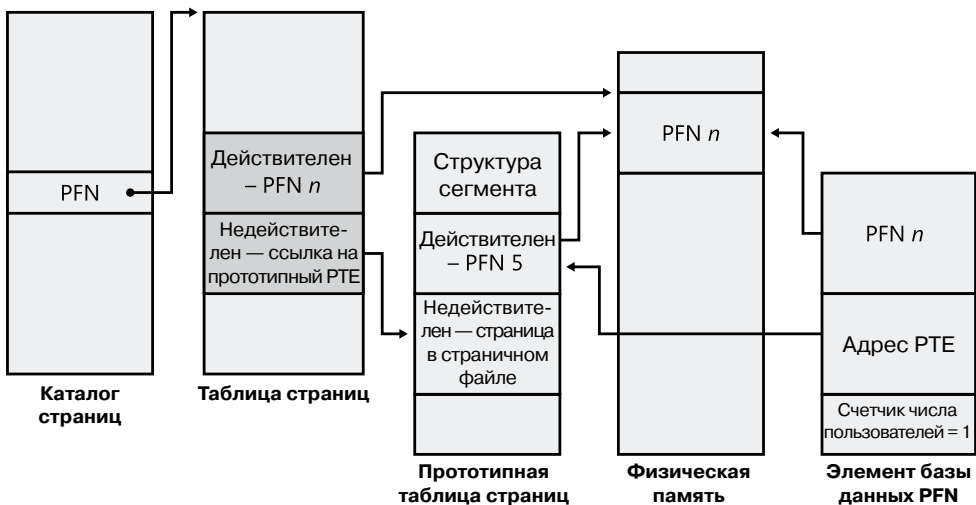 PFN
Каталог
страниц
Действителен
– PFN n
Недействите-
лен — ссылка на
прототипный PTE
Таблица страниц
Структура
сегмента
Действителен
– PFN 5
Недействите-
лен — страница
в страничном
файле
Прототипная
таблица страниц
PFN n
Физическая
память
PFN n
Адрес PTE
Счетчик числа
пользователей = 1
Элемент базы
данных PFN